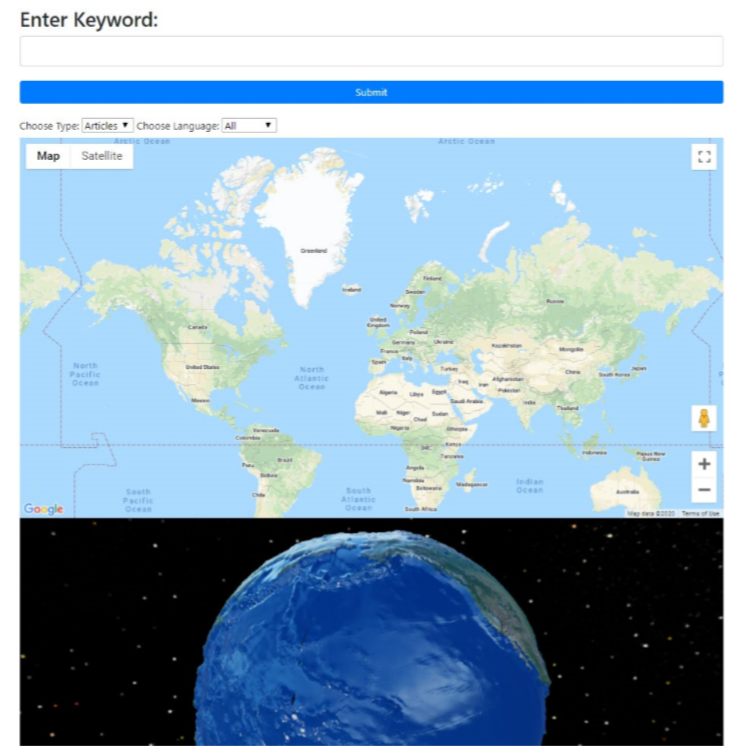 Enter Keyword:
Submit
Choose Type: Articles Choose Language: All
Arctic Ocean Arctic Ocean
Map Satellite
Greenland
Iceland
Finland
Sweden
Norway
Russia
United
Kingdom
Canada
Poland
Germany Ukraine
France
Kazakhstan
Mongolia
Italy
Spain
United States
North
Pacific
Ocean
North
Atlantic
Ocean
Turkey
China
Japan
South Korea
Iraq Iran Afghanistan
Pakistan
Algeria Libya Egypt
Saudi Arabia
Mexico
India
Thailand
Mali Niger Sudan
Chad
Nigeria Ethiopia
Venezuela
Colombia
DRC Kenya
Tanzania
Indonesia Papua New
Guinea
Brazil
Peru
Bolivia
Angola
Namibia
Botswana
Madagascar
Indian
Ocean
South
Pacific
Ocean
South
Atlantic
Ocean
Chile
Australia
South Africa
Google
Map data ©2020 Terms of Use